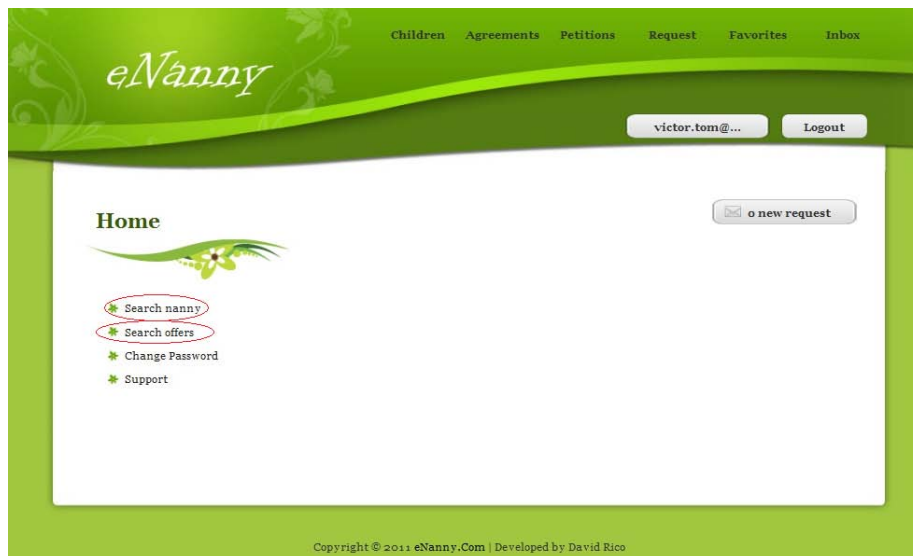 Children Agreements Petitions Request Favorites Inbox
eNanny
victor.tom@... Logout
Home
0 new request
Search nanny
Search offers
Change Password
Support
Copyright © 2011 eNanny.Com | Developed by David Rico